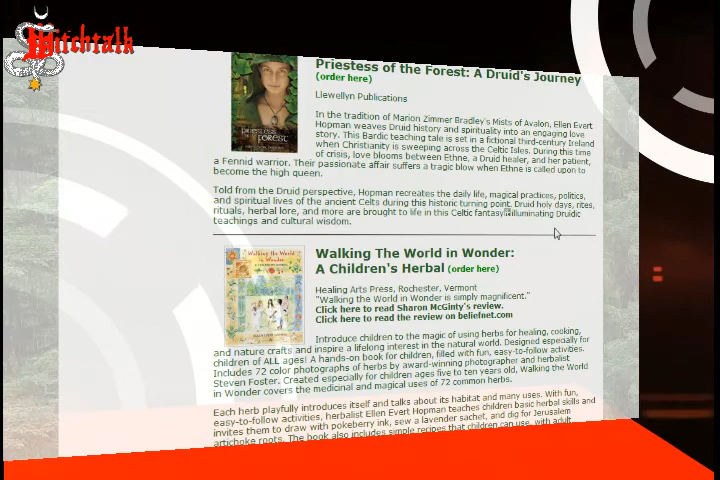 Witchtalk
Priestess of the Forest: A Druid's Journey
(order here)
Llewellyn Publications
In the tradition of Marion Zimmer Bradley's Mists of Avalon, Ellen Evert
Hopman weaves Druid history and spirituality into an engaging love
story. This Bardic teaching tale is set in a fictional third-century Ireland
when Christianity is sweeping across the Celtic Isles. During this time
of crisis, love blooms between Ethne, a Druid healer, and her patient,
a Fennid warrior. Their passionate affair suffers a tragic blow when Ethne is called upon to
become the high queen.
Told from the Druid perspective, Hopman recreates the daily life, magical practices, politics,
and spiritual lives of the ancient Celts during this historic turning point. Druid holy days, rites,
rituals, herbal lore, and more are brought to life in this Celtic fantasy illuminating Druidic
teachings and cultural wisdom.
PRIESTESS
OF THE
FOREST
Walking The World in Wonder:
A Children's Herbal (order here)
Walking the World
in Wonder
Healing Arts Press, Rochester, Vermont
"Walking the World in Wonder is simply magnificent."
Click here to read Sharon McGinty's review.
Click here to read the review on beliefnet.com
Introduce children to the magic of using herbs for healing, cooking,
and nature crafts and inspire a lifelong interest in the natural world. Designed especially for
children of ALL ages! A hands-on book for children, filled with fun, easy-to-follow activities.
Includes 72 color photographs of herbs by award-winning photographer and herbalist
Steven Foster. Created especially for children ages five to ten years old, Walking the World
in Wonder covers the medicinal and magical uses of 72 common herbs.
Each herb playfully introduces itself and talks about its habitat and many uses. With fun,
easy-to-follow activities, herbalist Ellen Evert Hopman teaches children basic herbal skills and
invites them to draw with pokeberry ink, sew a lavender sachet, and dig for Jerusalem
artichoke roots. The book also includes simple recipes that children can use, with adult